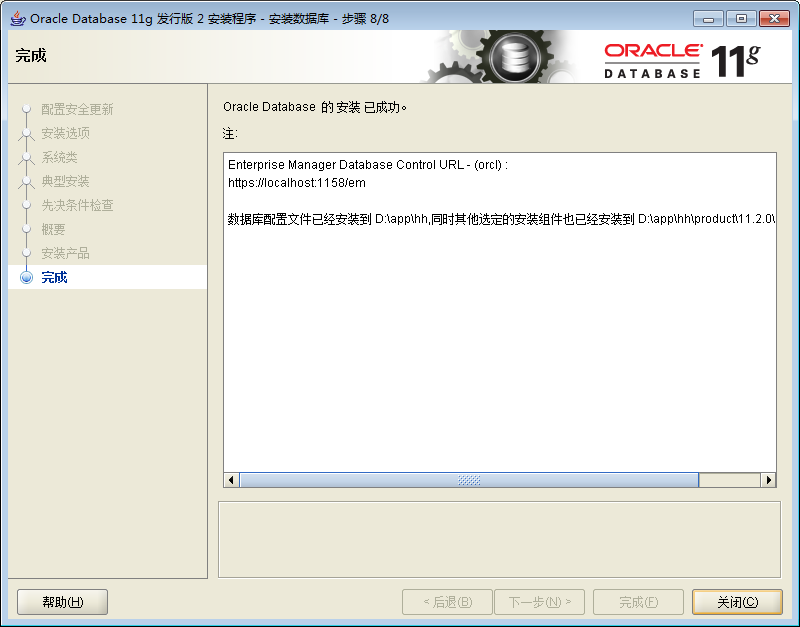 Oracle Database 11g 发行版 2 安装程序 - 安装数据库 - 步骤 8/8
完成
ORACLE
DATABASE
11g
配置安全更新
安装选项
系统类
典型安装
先决条件检查
概要
安装产品
完成
Oracle Database 的 安装 已成功。
注:
Enterprise Manager Database Control URL - (orcl) :
https://localhost:1158/em
数据库配置文件已经安装到 D:\app\hh,同时其他选定的安装组件也已经安装到 D:\app\hh\product\11.2.0\
帮助(H)
< 后退(B)
下一步(N) >
完成(F)
关闭(C)